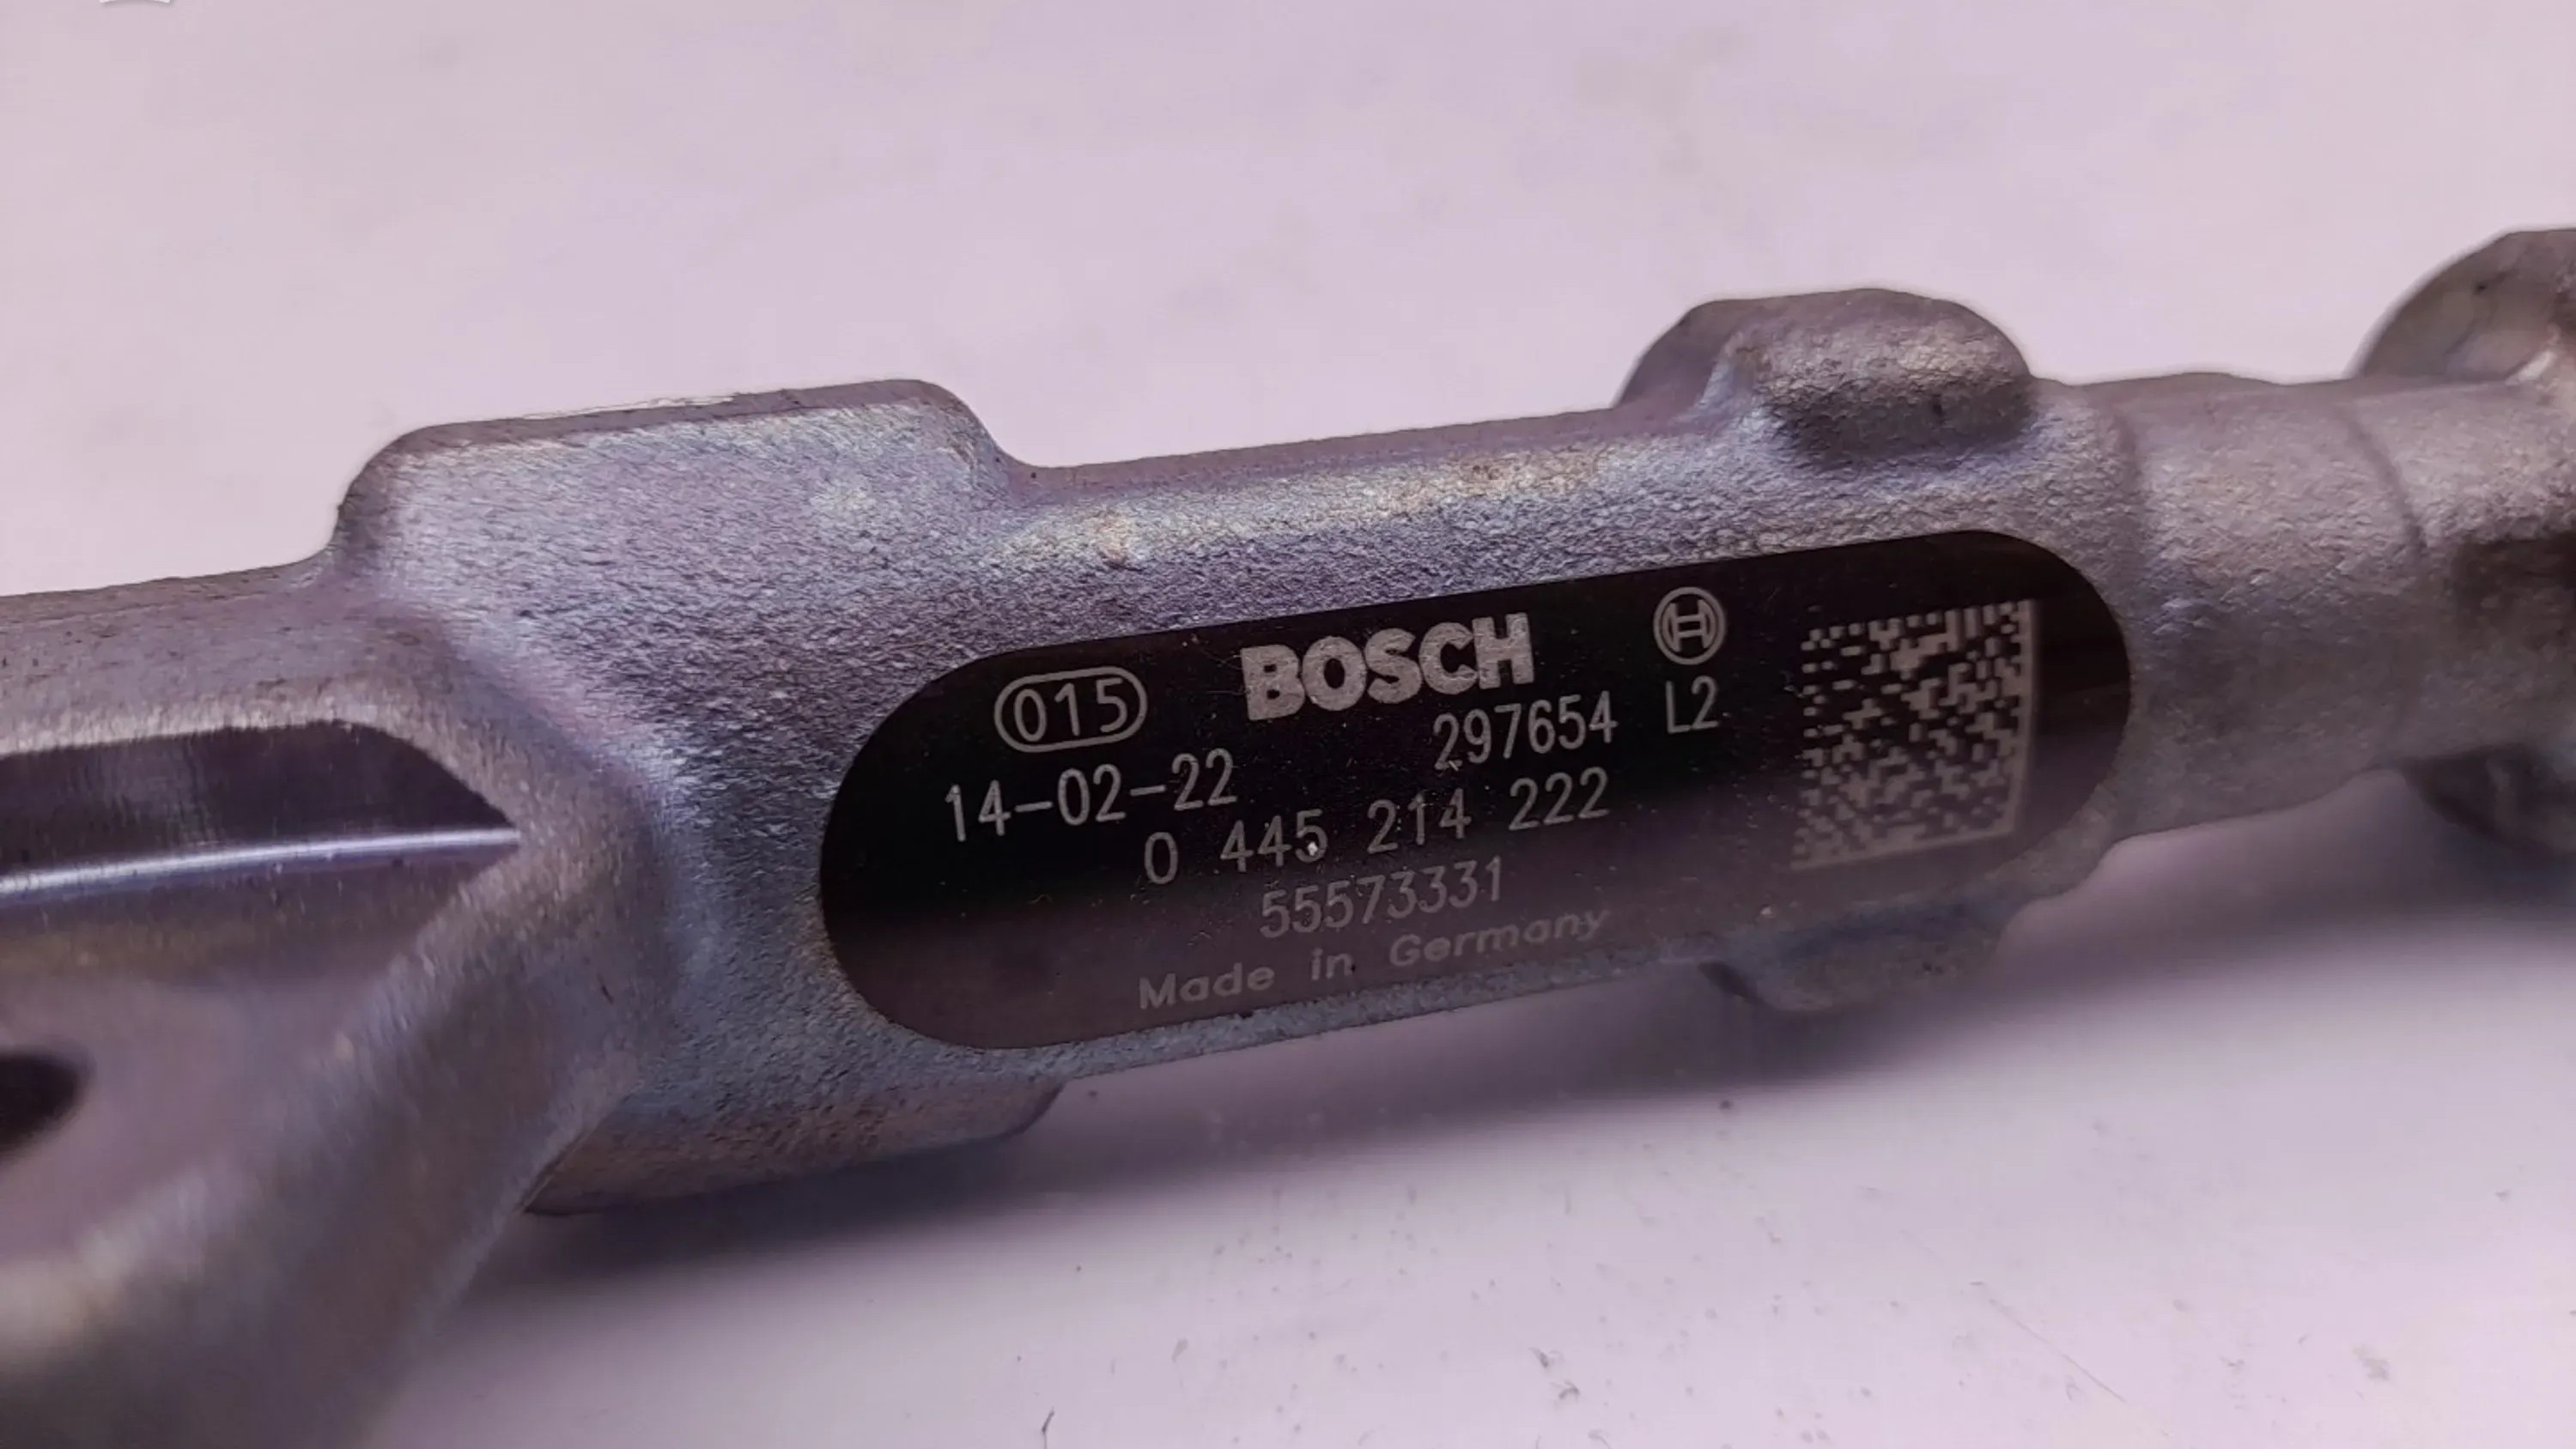 015 BOSCH
14-02-22 297654 L2
0 445 214 222
55573331
Made in Germany